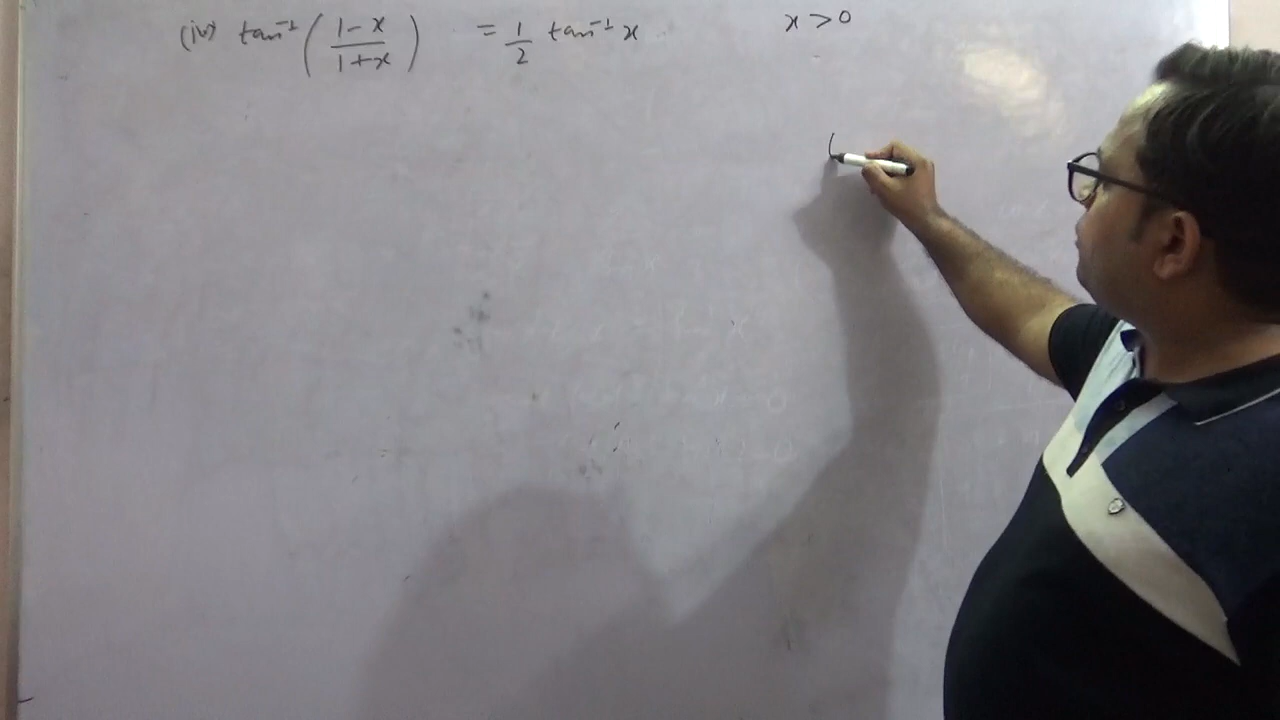 (iv) tan⁻¹ ( (1-x)/(1+x) ) = 1/2 tan⁻¹ x    x > 0